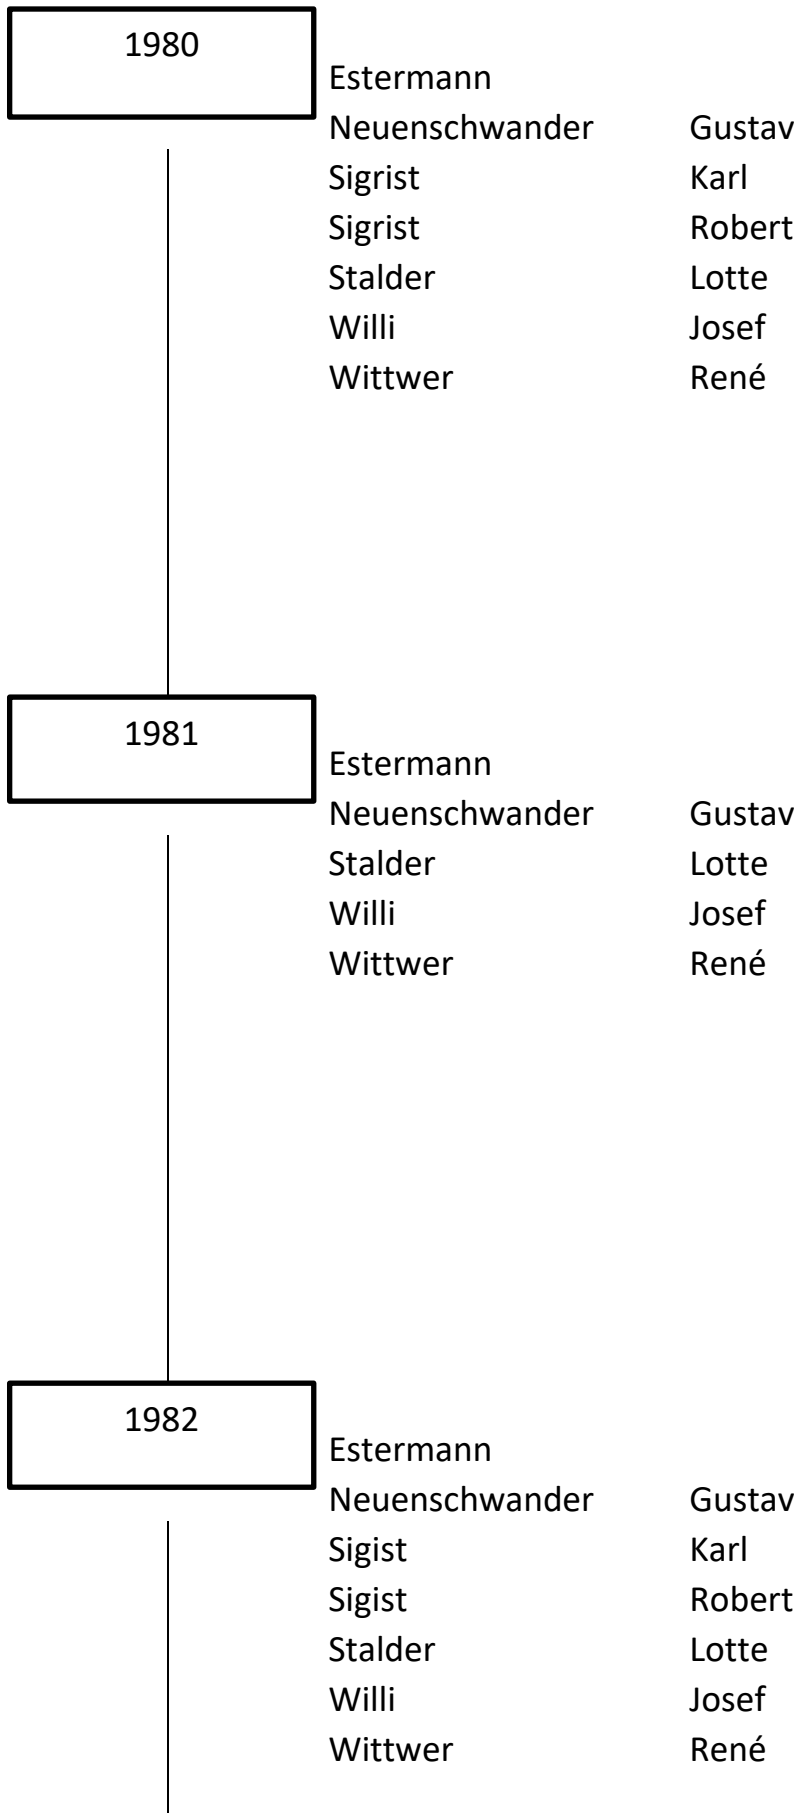 1980
Estermann
Neuenschwander Gustav
Sigrist Karl
Sigrist Robert
Stalder Lotte
Willi Josef
Wittwer René
1981
Estermann
Neuenschwander Gustav
Stalder Lotte
Willi Josef
Wittwer René
1982
Estermann
Neuenschwander Gustav
Sigist Karl
Sigist Robert
Stalder Lotte
Willi Josef
Wittwer René